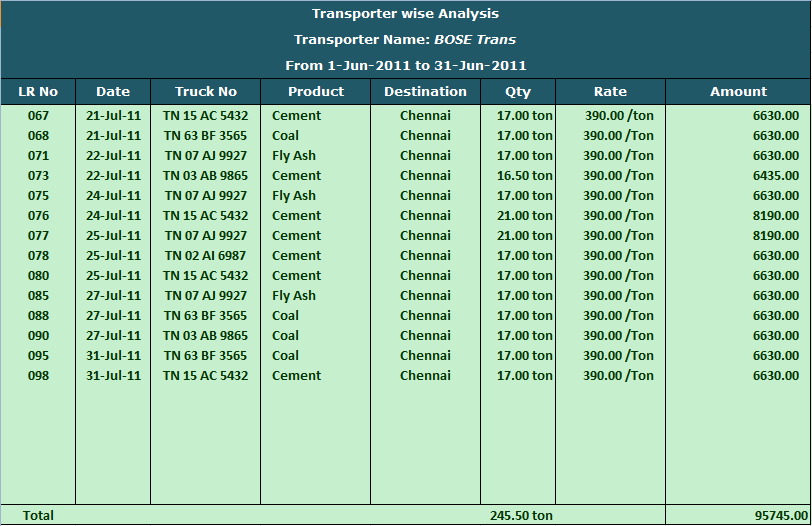 Transporter wise Analysis
Transporter Name: BOSE Trans
From 1-Jun-2011 to 31-Jun-2011
LR No Date Truck No Product Destination Qty Rate Amount
067 21-Jul-11 TN 15 AC 5432 Cement Chennai 17.00 ton 390.00 /ton 6630.00
068 21-Jul-11 TN 63 BF 3565 Coal Chennai 17.00 ton 390.00 /Ton 6630.00
071 22-Jul-11 TN 07 AJ 9927 Fly Ash Chennai 17.00 ton 390.00 /Ton 6630.00
073 22-Jul-11 TN 03 AB 9865 Cement Chennai 16.50 ton 390.00 /Ton 6435.00
075 24-Jul-11 TN 07 AJ 9927 Fly Ash Chennai 17.00 ton 390.00 /Ton 6630.00
076 24-Jul-11 TN 15 AC 5432 Cement Chennai 21.00 ton 390.00 /Ton 8190.00
077 25-Jul-11 TN 07 AJ 9927 Cement Chennai 21.00 ton 390.00 /Ton 8190.00
078 25-Jul-11 TN 02 AI 6987 Cement Chennai 17.00 ton 390.00 /Ton 6630.00
080 25-Jul-11 TN 15 AC 5432 Cement Chennai 17.00 ton 390.00 /Ton 6630.00
085 27-Jul-11 TN 07 AJ 9927 Fly Ash Chennai 17.00 ton 390.00 /Ton 6630.00
088 27-Jul-11 TN 63 BF 3565 Coal Chennai 17.00 ton 390.00 /Ton 6630.00
090 27-Jul-11 TN 03 AB 9865 Coal Chennai 17.00 ton 390.00 /Ton 6630.00
095 31-Jul-11 TN 63 BF 3565 Coal Chennai 17.00 ton 390.00 /Ton 6630.00
098 31-Jul-11 TN 15 AC 5432 Cement Chennai 17.00 ton 390.00 /Ton 6630.00
Total 245.50 ton 95745.00